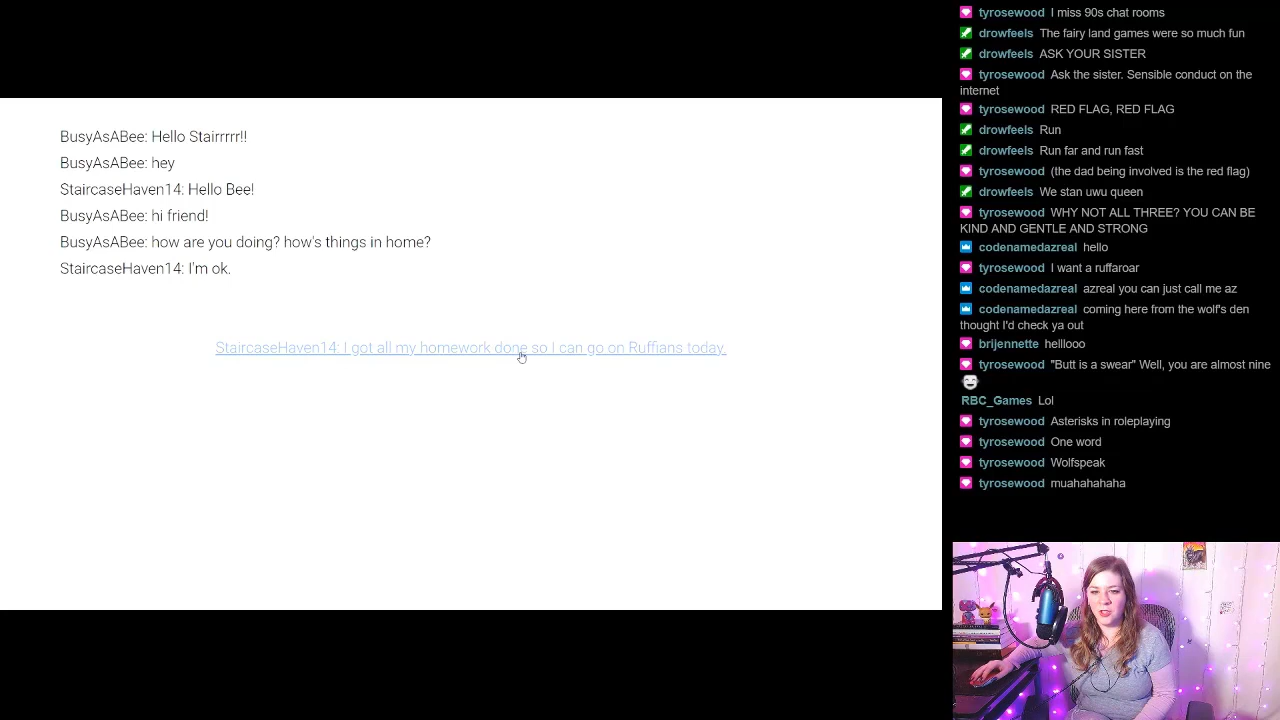 BusyAsABee: Hello Stairrrrr!!
BusyAsABee: hey
StaircaseHaven14: Hello Bee!
BusyAsABee: hi friend!
BusyAsABee: how are you doing? how's things in home?
StaircaseHaven14: I'm ok.
StaircaseHaven14: I got all my homework done so I can go on Ruffians today.
tyrosewood I miss 90s chat rooms
drowfeels The fairy land games were so much fun
drowfeels ASK YOUR SISTER
tyrosewood Ask the sister. Sensible conduct on the
internet
tyrosewood RED FLAG, RED FLAG
drowfeels Run
drowfeels Run far and run fast
tyrosewood (the dad being involved is the red flag)
drowfeels We stan uwu queen
tyrosewood WHY NOT ALL THREE? YOU CAN BE
KIND AND GENTLE AND STRONG
codenamedazreal hello
tyrosewood I want a ruffaroar
codenamedazreal azreal you can just call me az
codenamedazreal coming here from the wolf's den
thought I'd check ya out
brijennette helllooo
tyrosewood "Butt is a swear" Well, you are almost nine
RBC_Games Lol
tyrosewood Asterisks in roleplaying
tyrosewood One word
tyrosewood Wolfspeak
tyrosewood muahahahaha